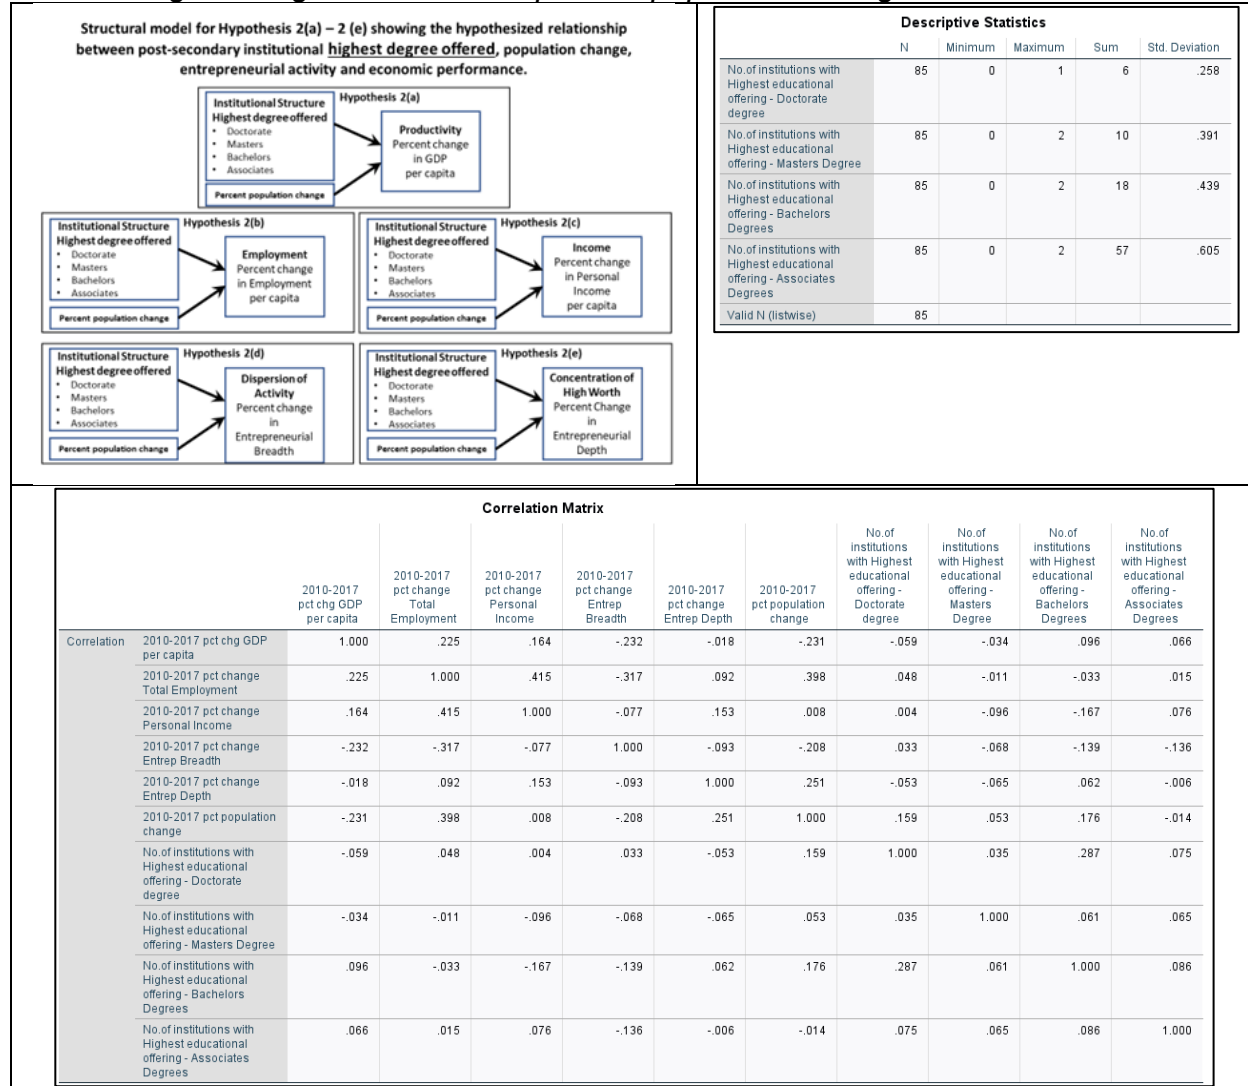 Structural model for Hypothesis 2(a) – 2 (e) showing the hypothesized relationship
between post-secondary institutional highest degree offered, population change,
entrepreneurial activity and economic performance.
Hypothesis 2(a)
Institutional Structure
Highest degree offered
• Doctorate
• Masters
• Bachelors
• Associates
Percent population change
Productivity
Percent change
in GDP
per capita
Hypothesis 2(b)
Institutional Structure
Highest degree offered
• Doctorate
• Masters
• Bachelors
• Associates
Percent population change
Employment
Percent change
in Employment
per capita
Hypothesis 2(c)
Institutional Structure
Highest degree offered
• Doctorate
• Masters
• Bachelors
• Associates
Percent population change
Income
Percent change
in Personal
Income
per capita
Hypothesis 2(d)
Institutional Structure
Highest degree offered
• Doctorate
• Masters
• Bachelors
• Associates
Percent population change
Dispersion of
Activity
Percent change
in
Entrepreneurial
Breadth
Hypothesis 2(e)
Institutional Structure
Highest degree offered
• Doctorate
• Masters
• Bachelors
• Associates
Percent population change
Concentration of
High Worth
Percent Change
in
Entrepreneurial
Depth
Descriptive Statistics
N Minimum Maximum Sum Std. Deviation
No.of institutions with 85 0 1 6 .258
Highest educational
offering - Doctorate
degree
No.of institutions with 85 0 2 10 .391
Highest educational
offering - Masters Degree
No.of institutions with 85 0 2 18 .439
Highest educational
offering - Bachelors
Degrees
No.of institutions with 85 0 2 57 .605
Highest educational
offering - Associates
Degrees
Valid N (listwise) 85
Correlation Matrix
2010-2017
pct chg GDP
per capita
2010-2017
pct change
Total
Employment
2010-2017
pct change
Personal
Income
2010-2017
pct change
Entrep
Breadth
2010-2017
pct change
Entrep Depth
2010-2017
pct population
change
No.of
institutions
with Highest
educational
offering -
Doctorate
degree
No.of
institutions
with Highest
educational
offering -
Masters
Degree
No.of
institutions
with Highest
educational
offering -
Bachelors
Degrees
No.of
institutions
with Highest
educational
offering -
Associates
Degrees
Correlation 2010-2017 pct chg GDP 1.000 .225 .164 -.232 -.018 -.231 -.059 -.034 .096 .066
per capita
2010-2017 pct change .225 1.000 .415 -.317 .092 .398 .048 -.011 -.033 .015
Total Employment
2010-2017 pct change .164 .415 1.000 -.077 .153 .008 .004 -.096 -.167 .076
Personal Income
2010-2017 pct change -.232 -.317 -.077 1.000 -.093 -.208 .033 -.068 -.139 -.136
Entrep Breadth
2010-2017 pct change -.018 .092 .153 -.093 1.000 .251 -.053 -.065 .062 -.006
Entrep Depth
2010-2017 pct population -.231 .398 .008 -.208 .251 1.000 .159 .053 .176 -.014
change
No.of institutions with -.059 .048 .004 .033 -.053 .159 1.000 .035 .287 .075
Highest educational
offering - Doctorate
degree
No.of institutions with -.034 -.011 -.096 -.068 -.065 .053 .035 1.000 .061 .065
Highest educational
offering - Masters Degree
No.of institutions with .096 -.033 -.167 -.139 .062 .176 .287 .061 1.000 .086
Highest educational
offering - Bachelors
Degrees
No.of institutions with .066 .015 .076 -.136 -.006 -.014 .075 .065 .086 1.000
Highest educational
offering - Associates
Degrees